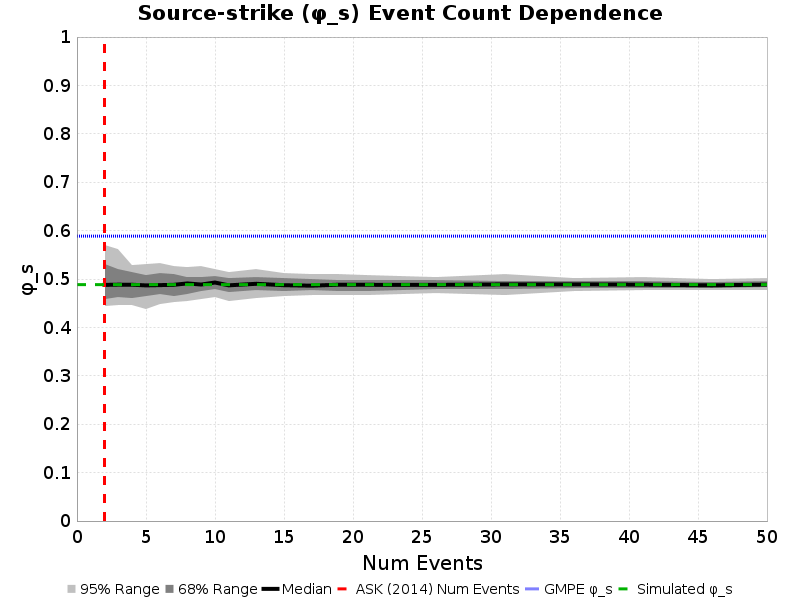 Source-strike (φ_s) Event Count Dependence
1
0.9
0.8
0.7
0.6
0.5
0.4
0.3
0.2
0.1
0
φ_s
0 5 10 15 20 25 30 35 40 45 50
Num Events
95% Range 68% Range Median ASK (2014) Num Events GMPE φ_s Simulated φ_s